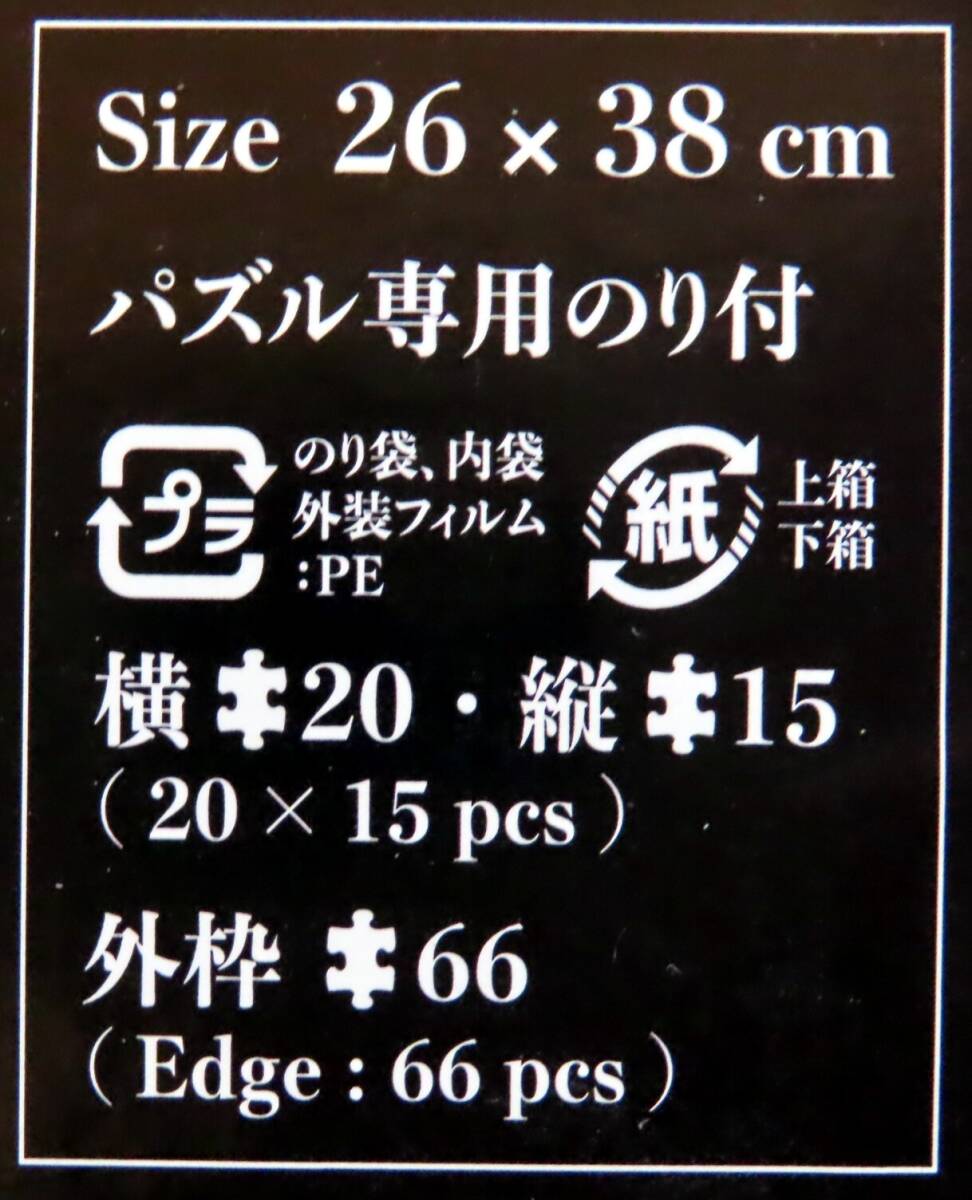 Size 26 × 38 cm
パズル専用のり付
プラ
のり袋、内袋
外装フィルム
:PE
紙
上箱
下箱
横 20・縦 15
( 20 × 15 pcs )
外枠 66
( Edge : 66 pcs )